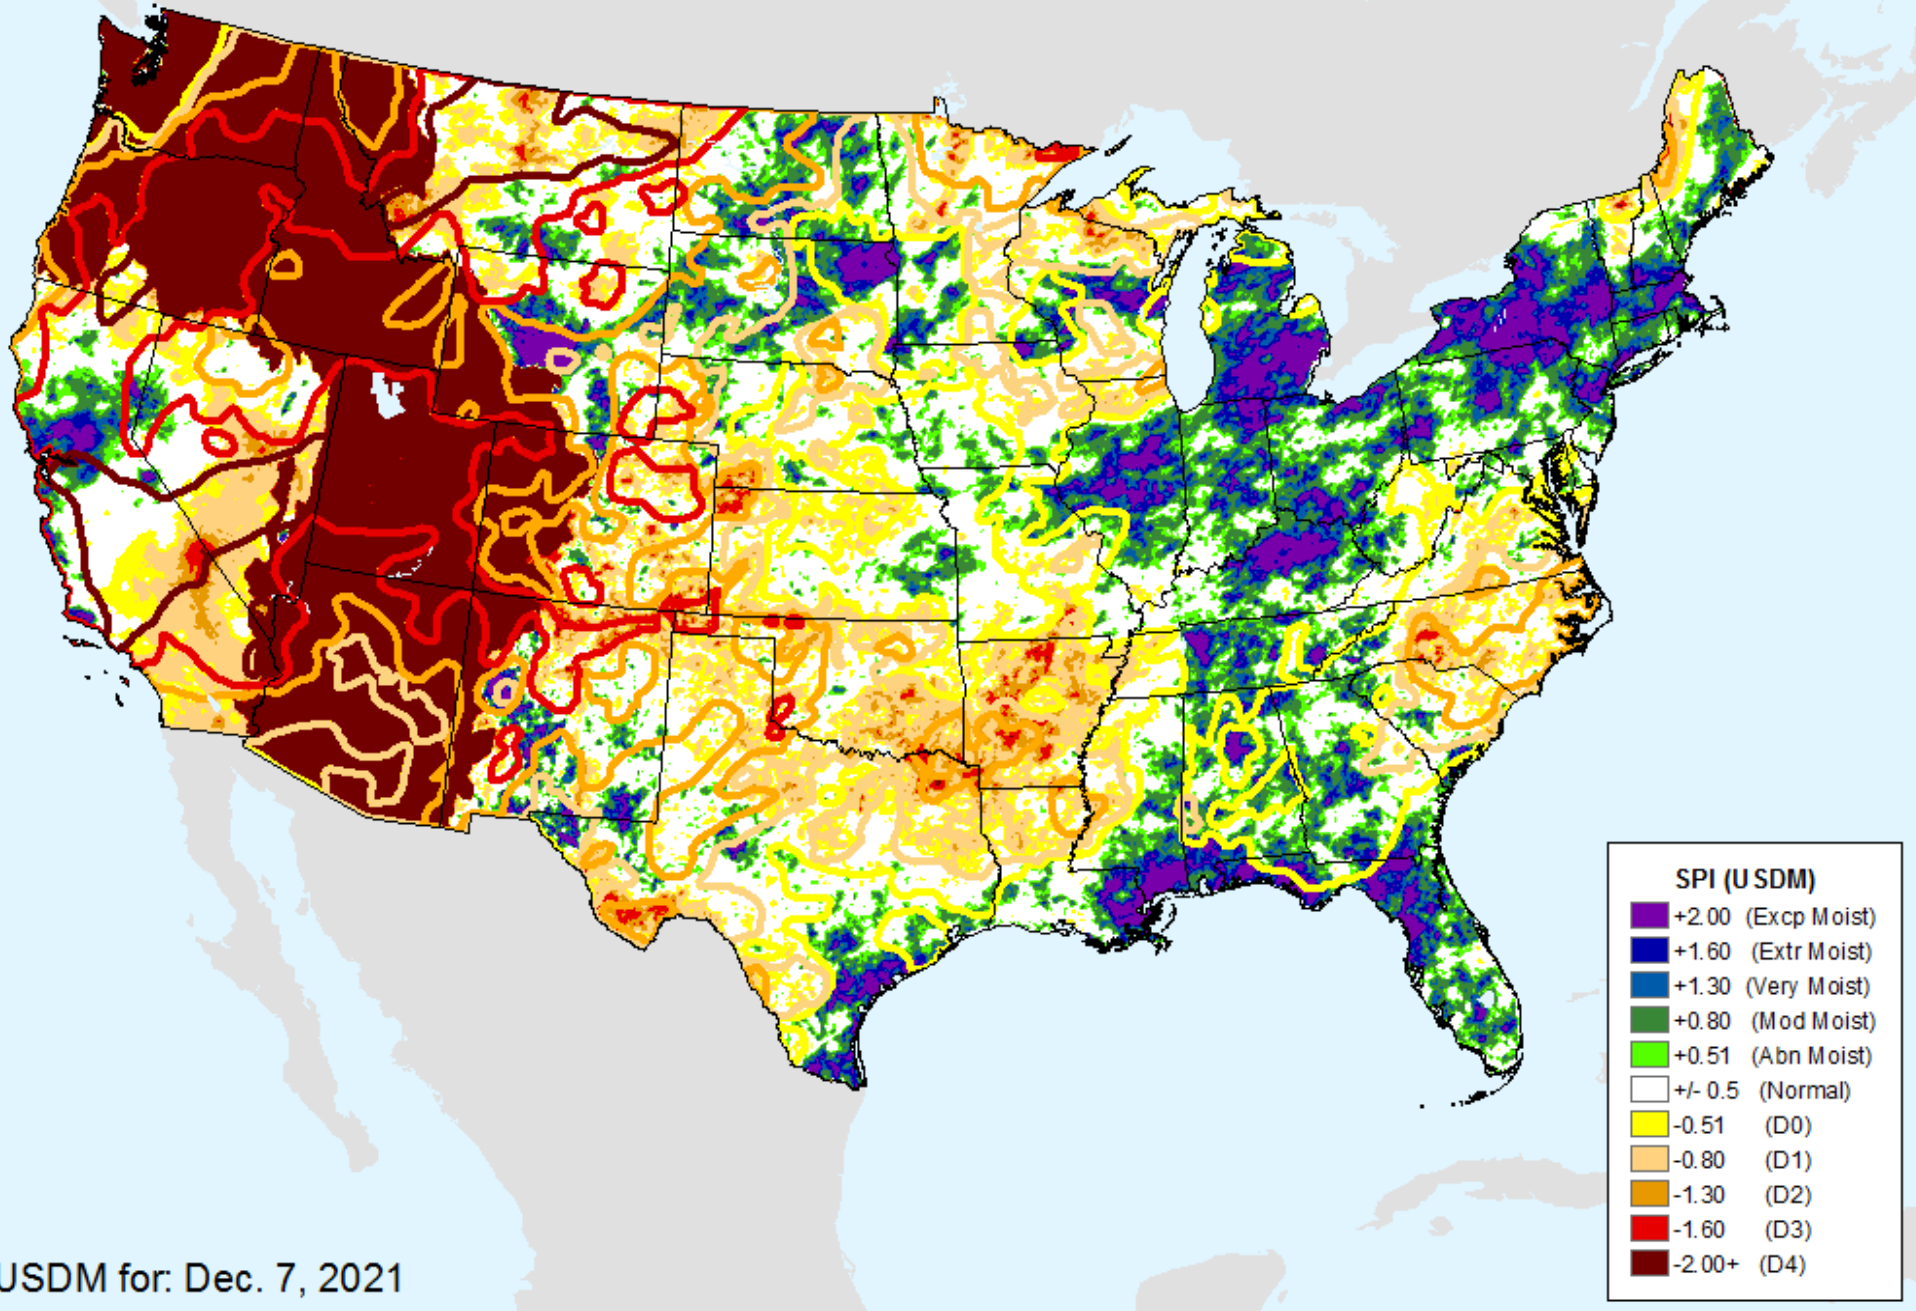 SPI (USDM)
+2.00 (Excp Moist)
+1.60 (Extr Moist)
+1.30 (Very Moist)
+0.80 (Mod Moist)
+0.51 (Abn Moist)
+/- 0.5 (Normal)
-0.51 (D0)
-0.80 (D1)
-1.30 (D2)
-1.60 (D3)
-2.00+ (D4)
USDM for: Dec. 7, 2021